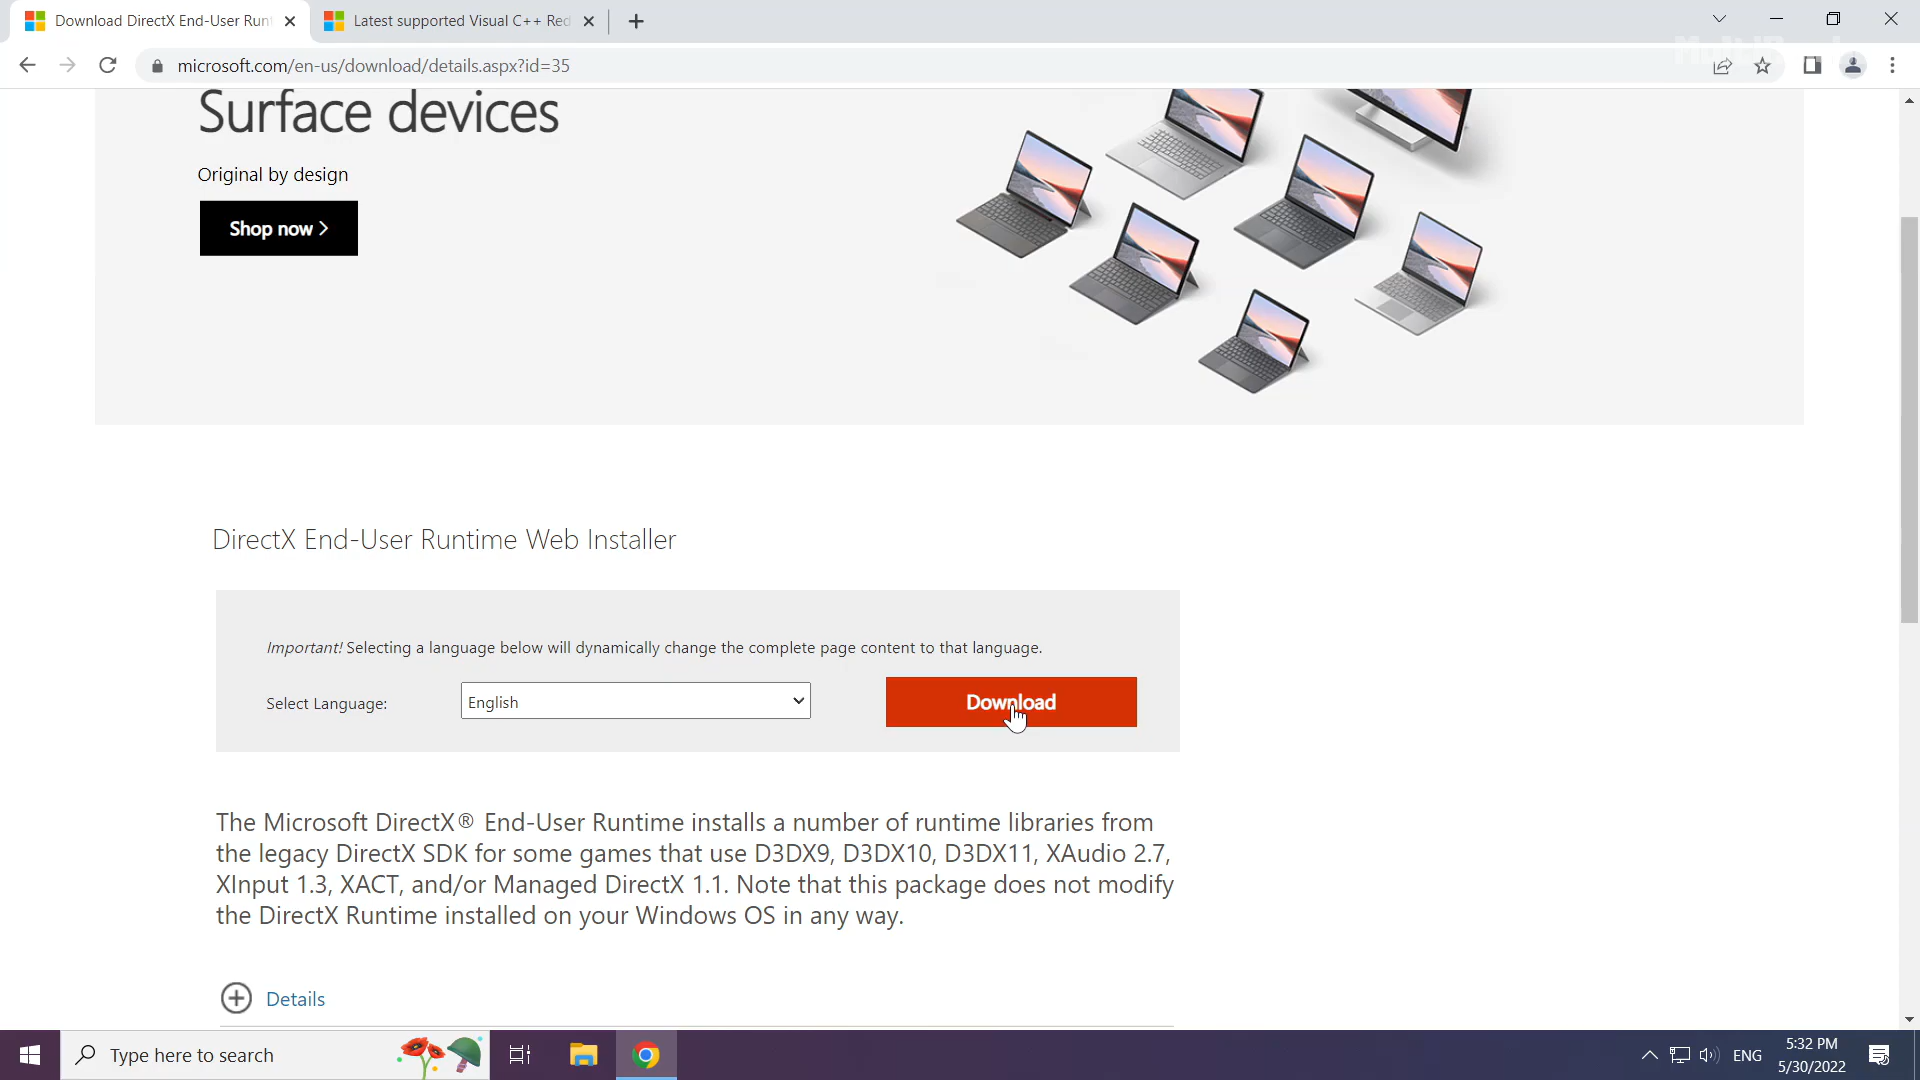 Download DirectX End-User Runt
Latest supported Visual C++ Red
microsoft.com/en-us/download/details.aspx?id=35
Surface devices
Original by design
Shop now >
DirectX End-User Runtime Web Installer
Important! Selecting a language below will dynamically change the complete page content to that language.
Select Language:
English
Download
The Microsoft DirectX® End-User Runtime installs a number of runtime libraries from
the legacy DirectX SDK for some games that use D3DX9, D3DX10, D3DX11, XAudio 2.7,
XInput 1.3, XACT, and/or Managed DirectX 1.1. Note that this package does not modify
the DirectX Runtime installed on your Windows OS in any way.
Details
Type here to search
ENG
5:32 PM
5/30/2022